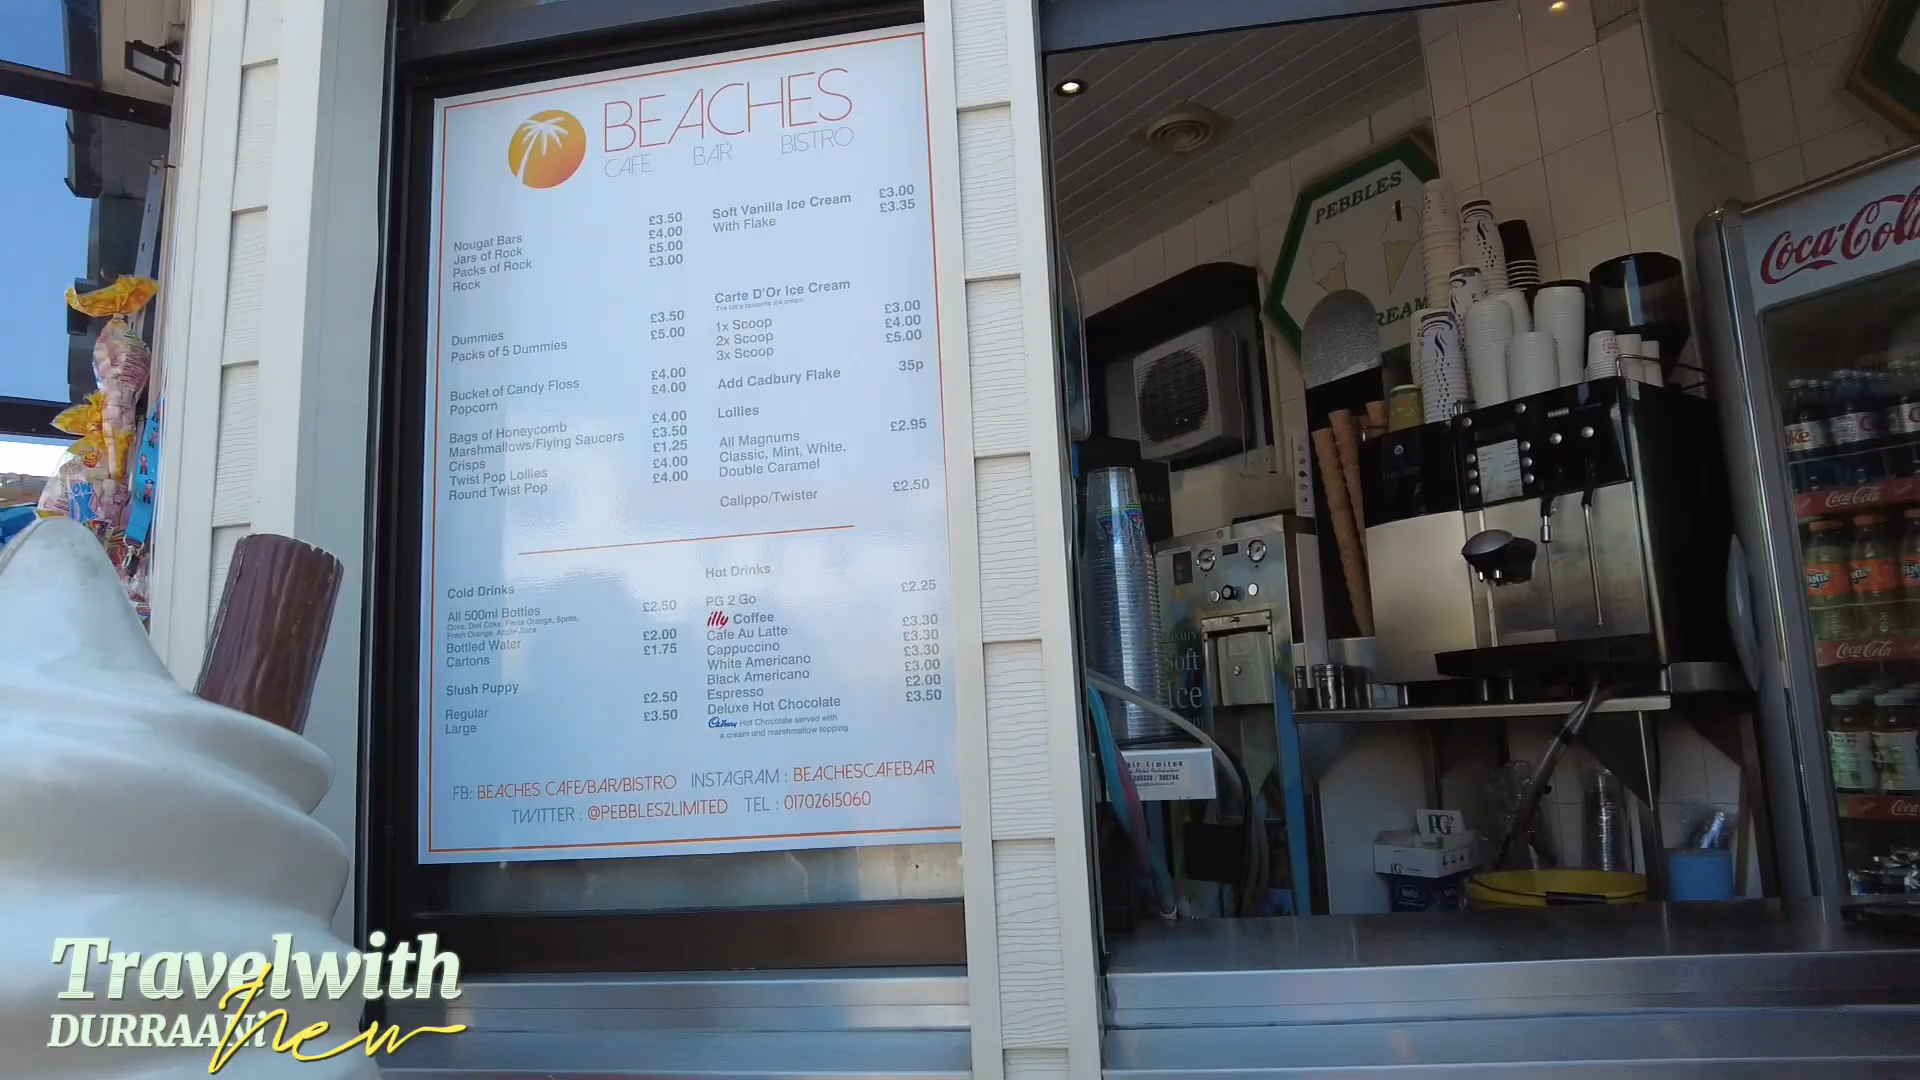 BEACHES
CAFE BAR BISTRO
Nougat Bars £3.50
Jars of Rock £4.00
Packs of Rock £5.00
Rock £3.00
Dummies £3.50
Packs of 5 Dummies £5.00
Bucket of Candy Floss £4.00
Popcorn £4.00
Bags of Honeycomb £4.00
Marshmallows/Flying Saucers £3.50
Crisps £1.25
Twist Pop Lollies £4.00
Round Twist Pop £4.00
Soft Vanilla Ice Cream £3.00
With Flake £3.35
Carte D'Or Ice Cream
The UK's favourite ice cream
1x Scoop £3.00
2x Scoop £4.00
3x Scoop £5.00
Add Cadbury Flake 35p
Lollies
All Magnums £2.95
Classic, Mint, White,
Double Caramel
Calippo/Twister £2.50
Cold Drinks
All 500ml Bottles £2.50
Coke, Diet Coke, Fanta Orange, Sprite,
Fresh Orange, Apple Juice
Bottled Water £2.00
Cartons £1.75
Slush Puppy
Regular £2.50
Large £3.50
Hot Drinks
PG 2 Go £2.25
illy Coffee
Cafe Au Latte £3.30
Cappuccino £3.30
White Americano £3.30
Black Americano £3.00
Espresso £2.00
Deluxe Hot Chocolate £3.50
Cadbury Hot Chocolate served with
a cream and marshmallow topping
FB: BEACHES CAFE/BAR/BISTRO INSTAGRAM : BEACHESCAFEBAR
TWITTER : @PEBBLES2LIMITED TEL : 01702615060
PEBBLES
REAM
Coca-Cola
Coca-Cola
Coca-Cola
Coca
Soft
Ice
PG
Travelwith
DURRAANi
New